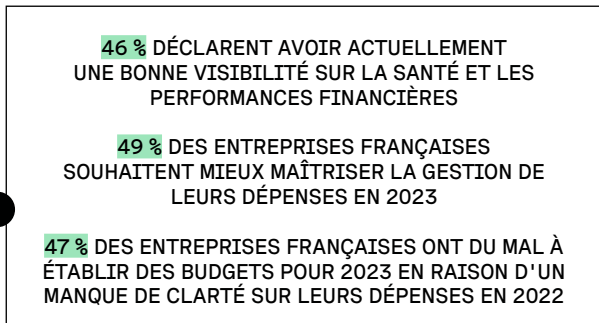 46 % DÉCLARENT AVOIR ACTUELLEMENT
UNE BONNE VISIBILITÉ SUR LA SANTÉ ET LES
PERFORMANCES FINANCIÈRES
49 % DES ENTREPRISES FRANÇAISES
SOUHAITENT MIEUX MAÎTRISER LA GESTION DE
LEURS DÉPENSES EN 2023
47 % DES ENTREPRISES FRANÇAISES ONT DU MAL À
ÉTABLIR DES BUDGETS POUR 2023 EN RAISON D'UN
MANQUE DE CLARTÉ SUR LEURS DÉPENSES EN 2022